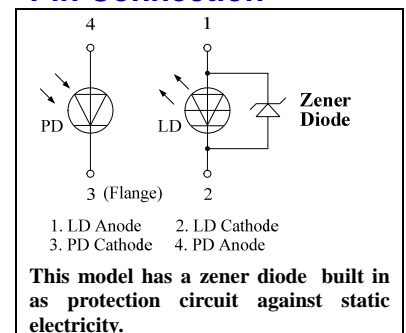 Pin Connection
4 1
PD LD Zener Diode
3 (Flange) 2
1. LD Anode 2. LD Cathode
3. PD Cathode 4. PD Anode
This model has a zener diode built in
as protection circuit against static
electricity.